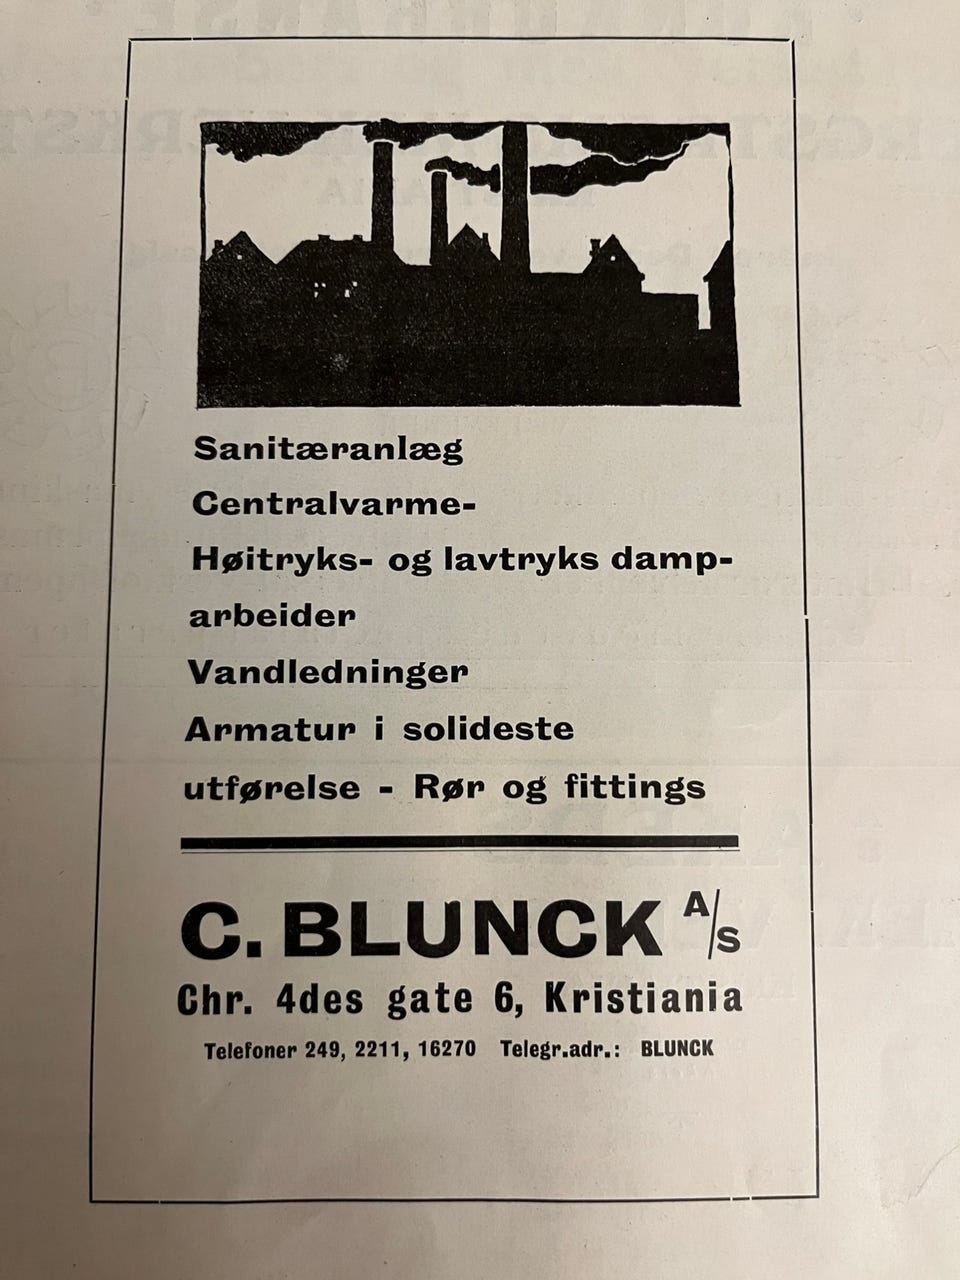 Sanitæranlæg
Centralvarme-
Høitryks- og lavtryks damp-
arbeider
Vandledninger
Armatur i solideste
utførelse - Rør og fittings
C. BLUNCK A/S
Chr. 4des gate 6, Kristiania
Telefoner 249, 2211, 16270 Telegr.adr.: BLUNCK